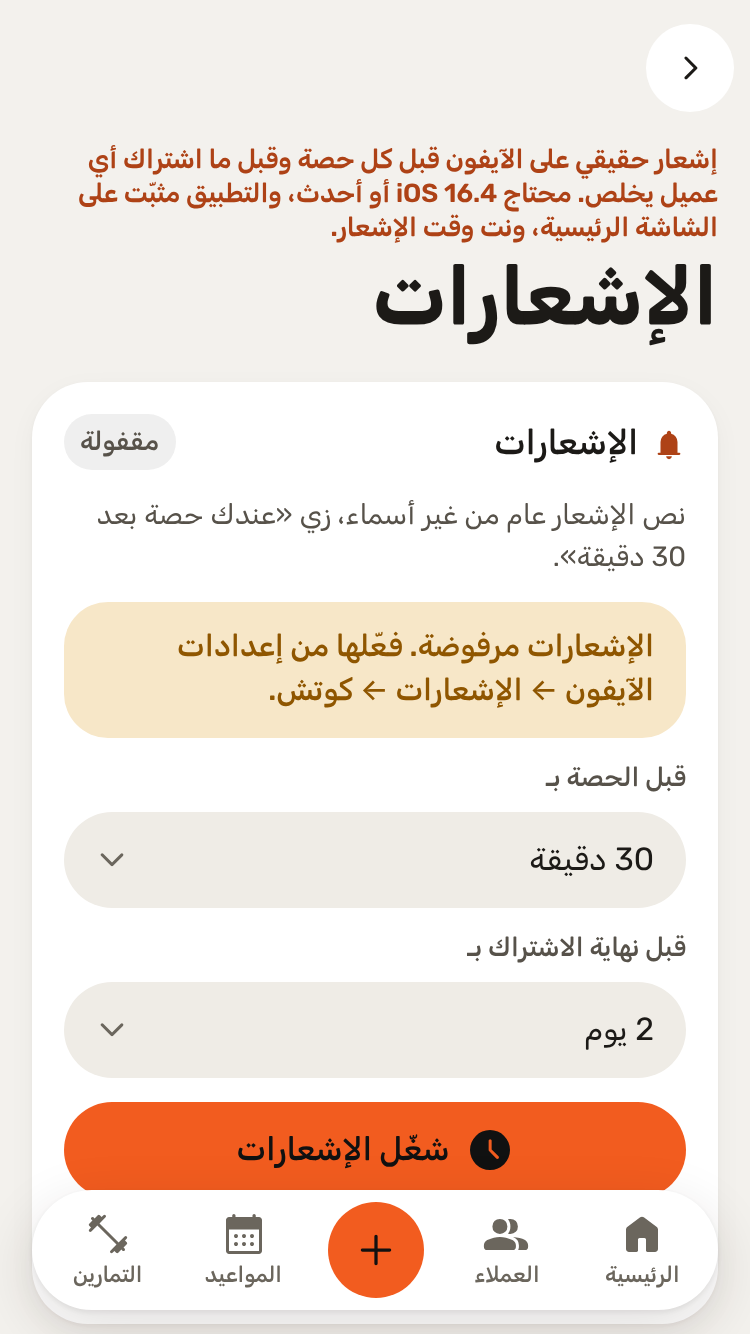 إشعار حقيقي على الآيفون قبل كل حصة وقبل ما اشتراك أي
عميل يخلص. محتاج iOS 16.4 أو أحدث، والتطبيق مثبّت على
الشاشة الرئيسية، ونت وقت الإشعار.
الإشعارات
الإشعارات
مقفولة
نص الإشعار عام من غير أسماء، زي «عندك حصة بعد
30 دقيقة».
الإشعارات مرفوضة. فعّلها من إعدادات
الآيفون ← الإشعارات ← كوتش.
قبل الحصة بـ
30 دقيقة
قبل نهاية الاشتراك بـ
2 يوم
شغّل الإشعارات
الرئيسية
العملاء
المواعيد
التمارين